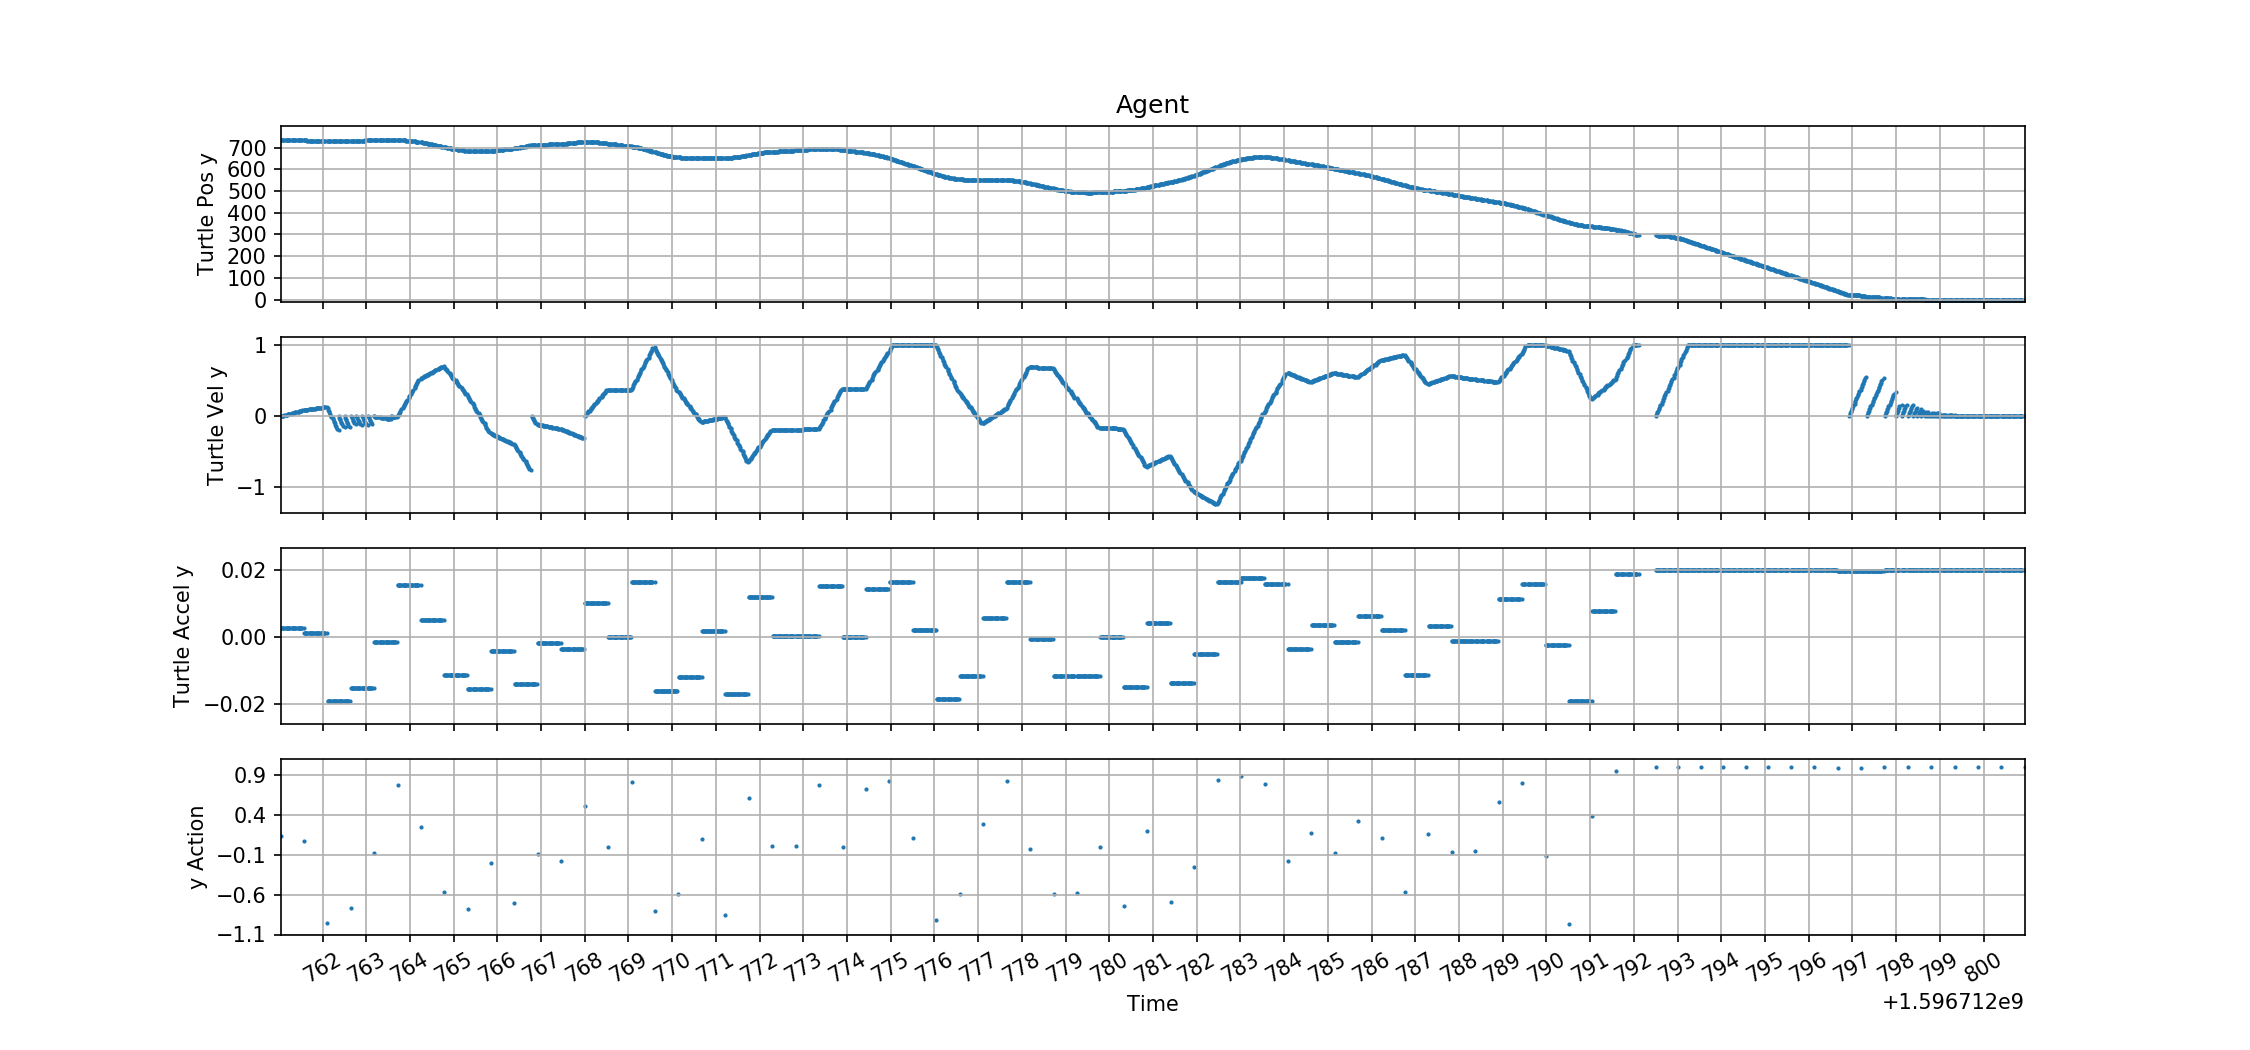 Agent
Turtle Pos y
700
600
500
400
300
200
100
0
Turtle Vel y
1
0
−1
Turtle Accel y
0.02
0.00
−0.02
y Action
0.9
0.4
−0.1
−0.6
−1.1
762 763 764 765 766 767 768 769 770 771 772 773 774 775 776 777 778 779 780 781 782 783 784 785 786 787 788 789 790 791 792 793 794 795 796 797 798 799 800
Time
+1.596712e9